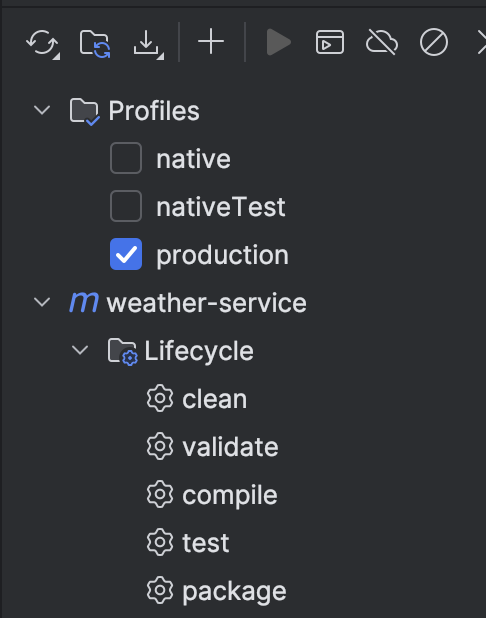 Profiles
native
nativeTest
production
m weather-service
Lifecycle
clean
validate
compile
test
package